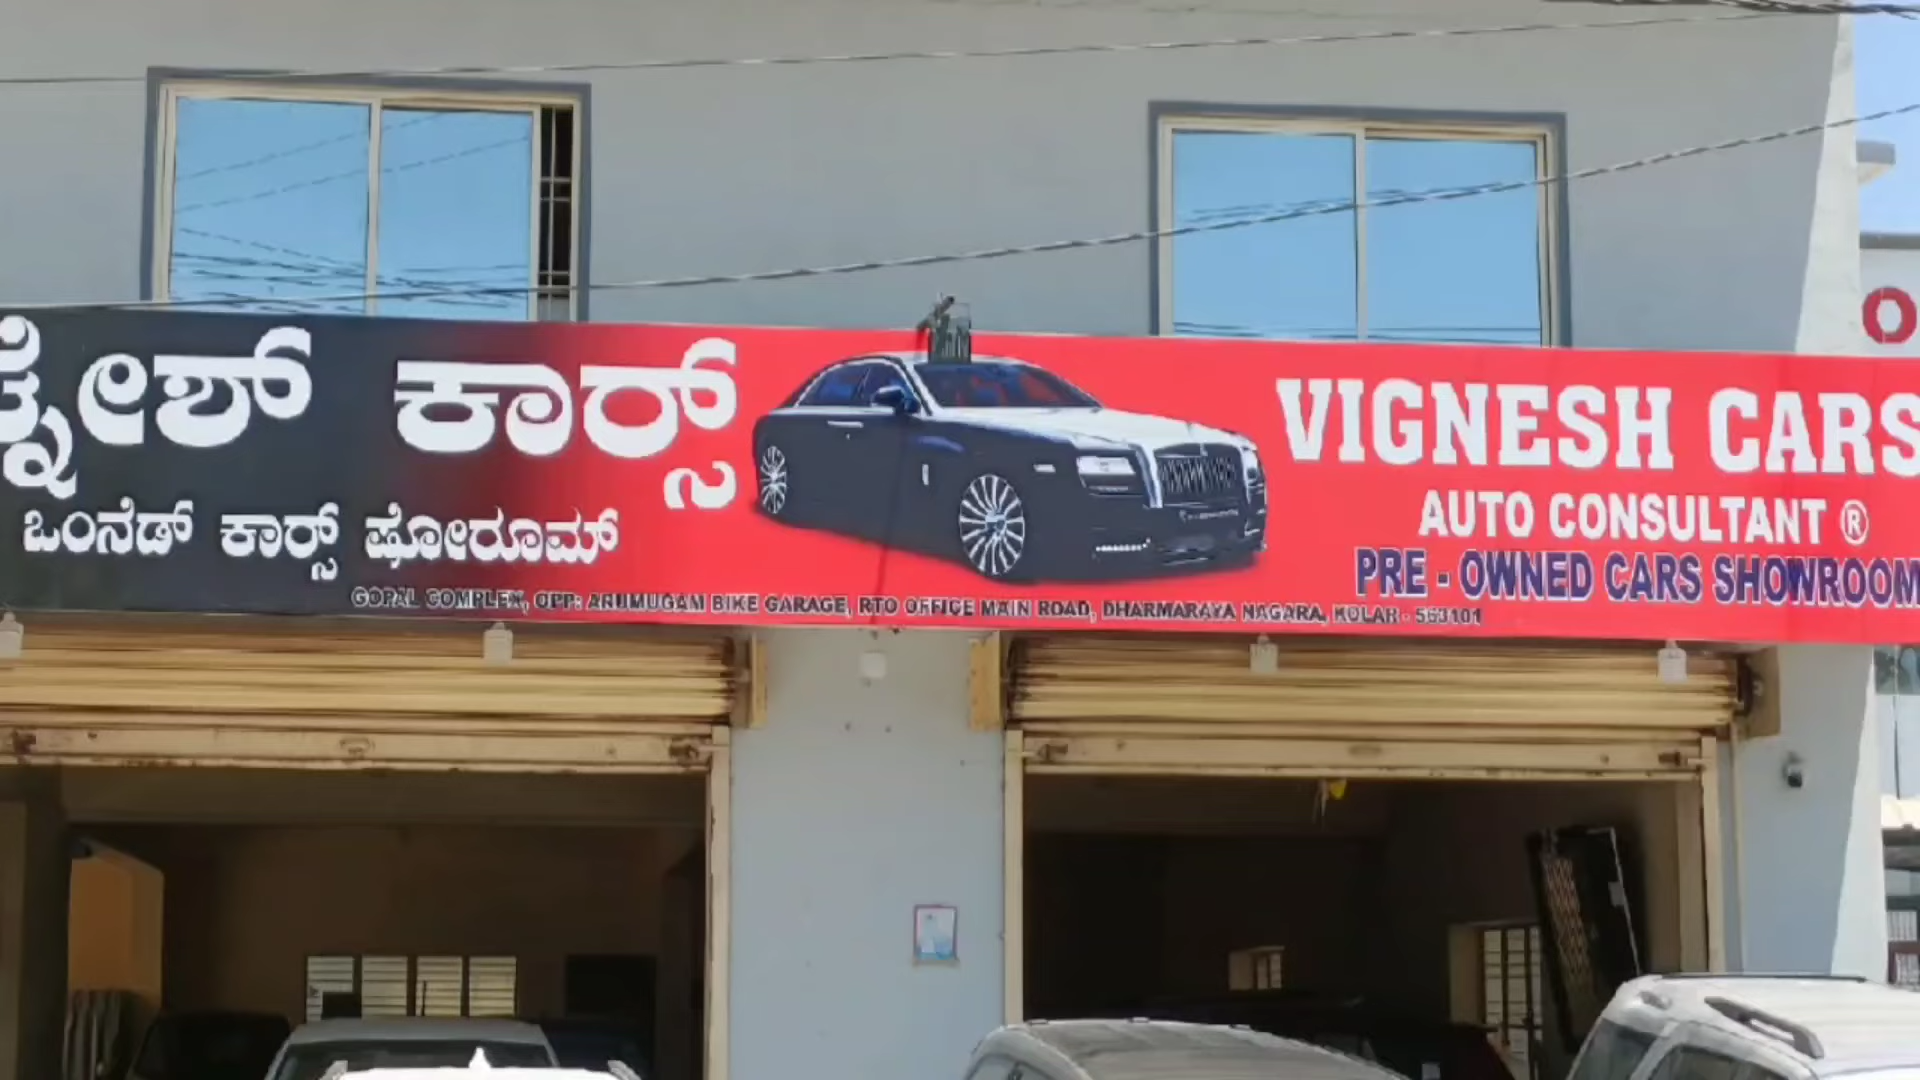 ಕಾರ್ಸ್
ಒಂನೆಡ್ ಕಾರ್ಸ್ ಷೋರೂಮ್
VIGNESH CARS
AUTO CONSULTANT ®
PRE - OWNED CARS SHOWROOM
GOPAL COMPLEX, OPP: ARUMUGAM BIKE GARAGE, RTO OFFICE MAIN ROAD, DHARMARAYA NAGARA, KOLAR - 563101